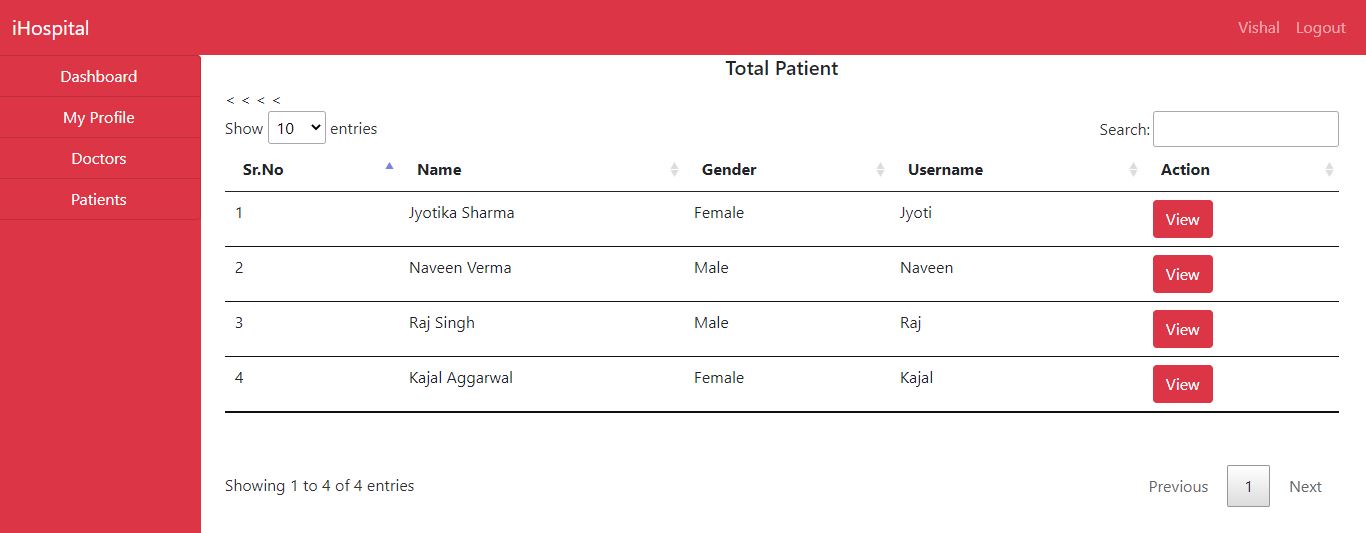 iHospital Vishal Logout
Dashboard
My Profile
Doctors
Patients
Total Patient
< < < <
Show 10 entries Search:
Sr.No Name Gender Username Action
1 Jyotika Sharma Female Jyoti View
2 Naveen Verma Male Naveen View
3 Raj Singh Male Raj View
4 Kajal Aggarwal Female Kajal View
Showing 1 to 4 of 4 entries Previous 1 Next